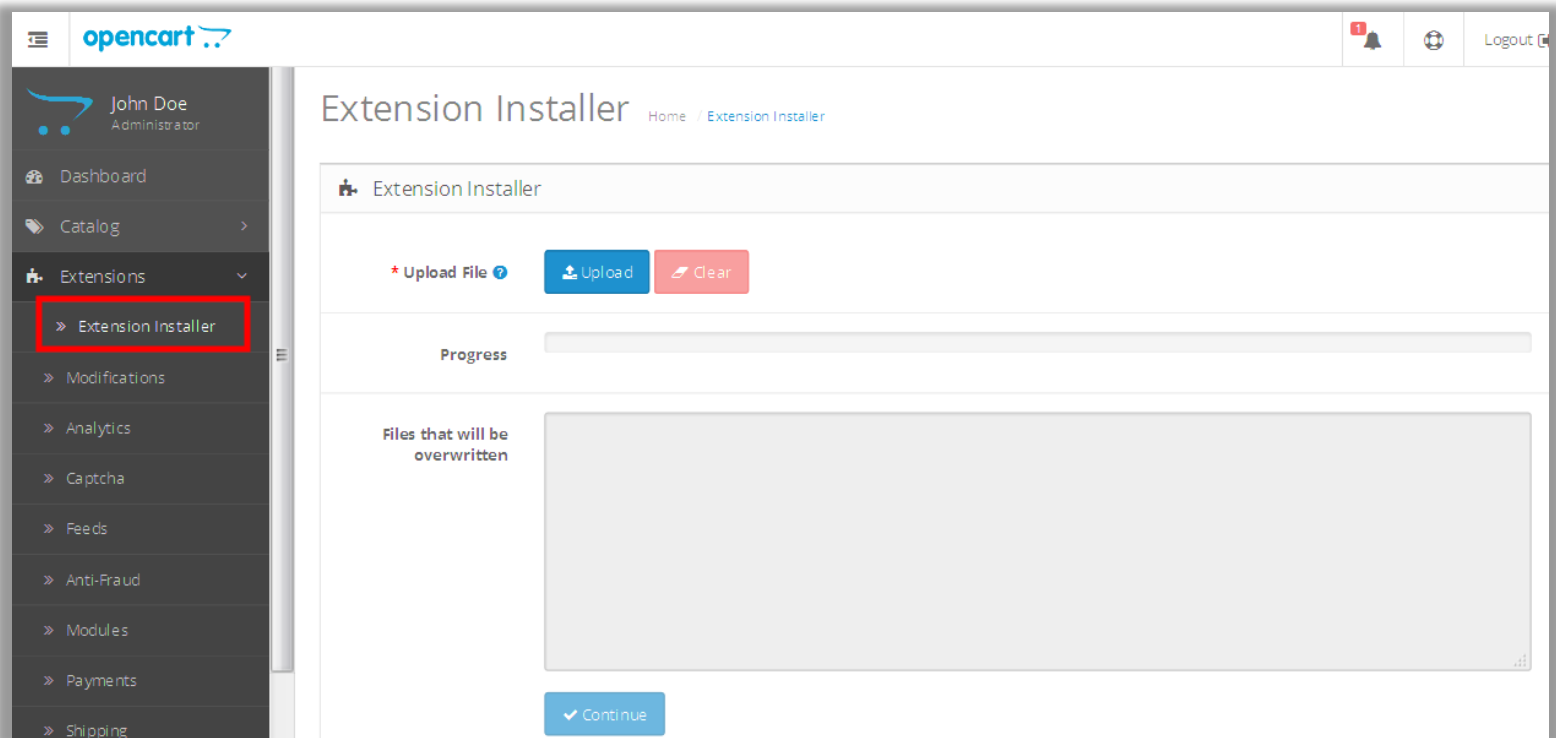 opencart
1
Logout
John Doe
Administrator
Dashboard
Catalog
Extensions
Extension Installer
Modifications
Analytics
Captcha
Feeds
Anti-Fraud
Modules
Payments
Shipping
Extension Installer
Home / Extension Installer
Extension Installer
* Upload File ?
Upload
Clear
Progress
Files that will be
overwritten
Continue